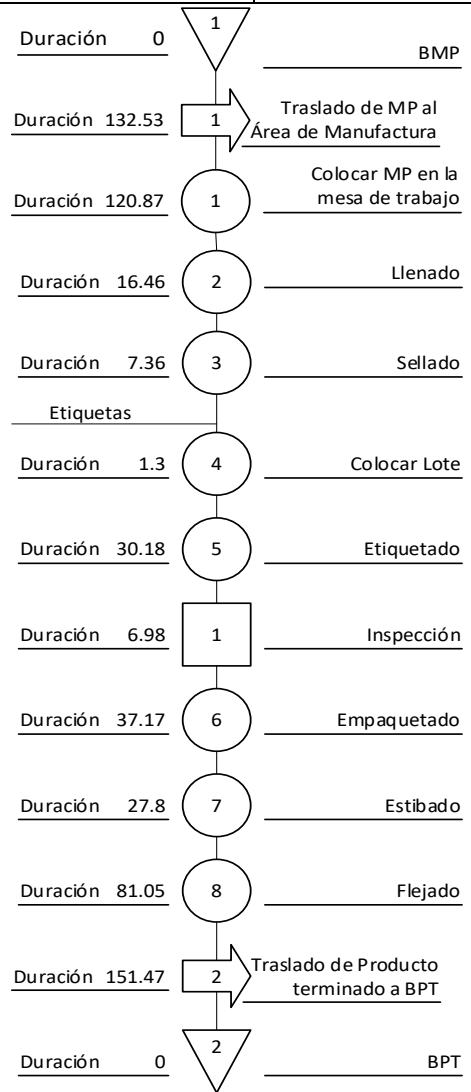 Duración 0
1
BMP
Duración 132.53
1
Traslado de MP al
Área de Manufactura
Duración 120.87
1
Colocar MP en la
mesa de trabajo
Duración 16.46
2
Llenado
Duración 7.36
3
Sellado
Etiquetas
Duración 1.3
4
Colocar Lote
Duración 30.18
5
Etiquetado
Duración 6.98
1
Inspección
Duración 37.17
6
Empaquetado
Duración 27.8
7
Estibado
Duración 81.05
8
Flejado
Duración 151.47
2
Traslado de Producto
terminado a BPT
Duración 0
2
BPT